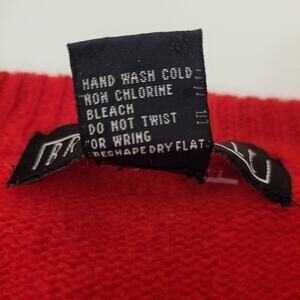 HAND WASH COLD
NON CHLORINE
BLEACH
DO NOT TWIST
OR WRING
RESHAPE DRY FLAT